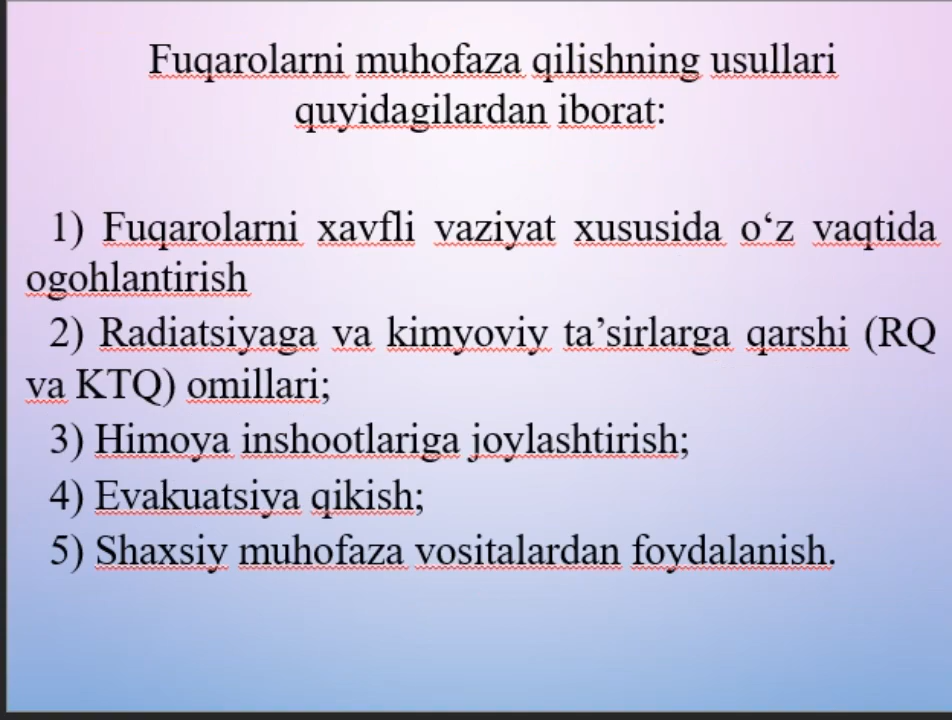 Fuqarolarni muhofaza qilishning usullari
quyidagilardan iborat:
1) Fuqarolarni xavfli vaziyat xususida o‘z vaqtida
ogohlantirish
2) Radiatsiyaga va kimyoviy ta’sirlarga qarshi (RQ
va KTQ) omillari;
3) Himoya inshootlariga joylashtirish;
4) Evakuatsiya qikish;
5) Shaxsiy muhofaza vositalardan foydalanish.